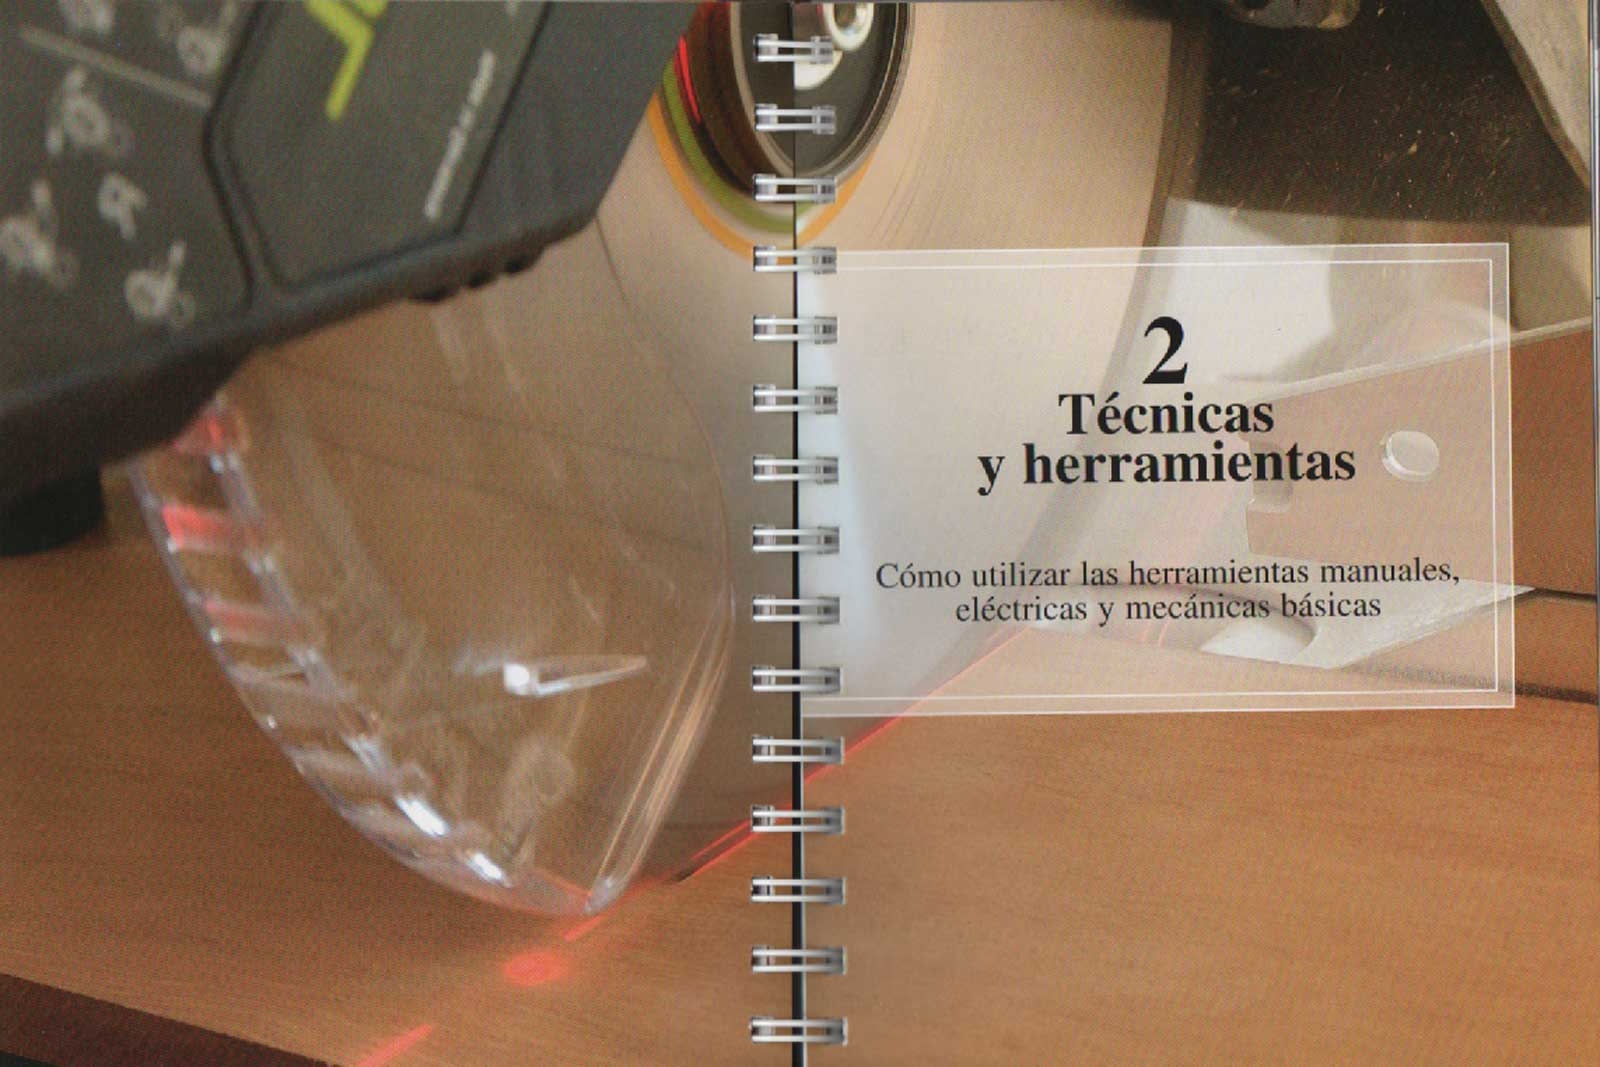 2
Técnicas
y herramientas
Cómo utilizar las herramientas manuales,
eléctricas y mecánicas básicas